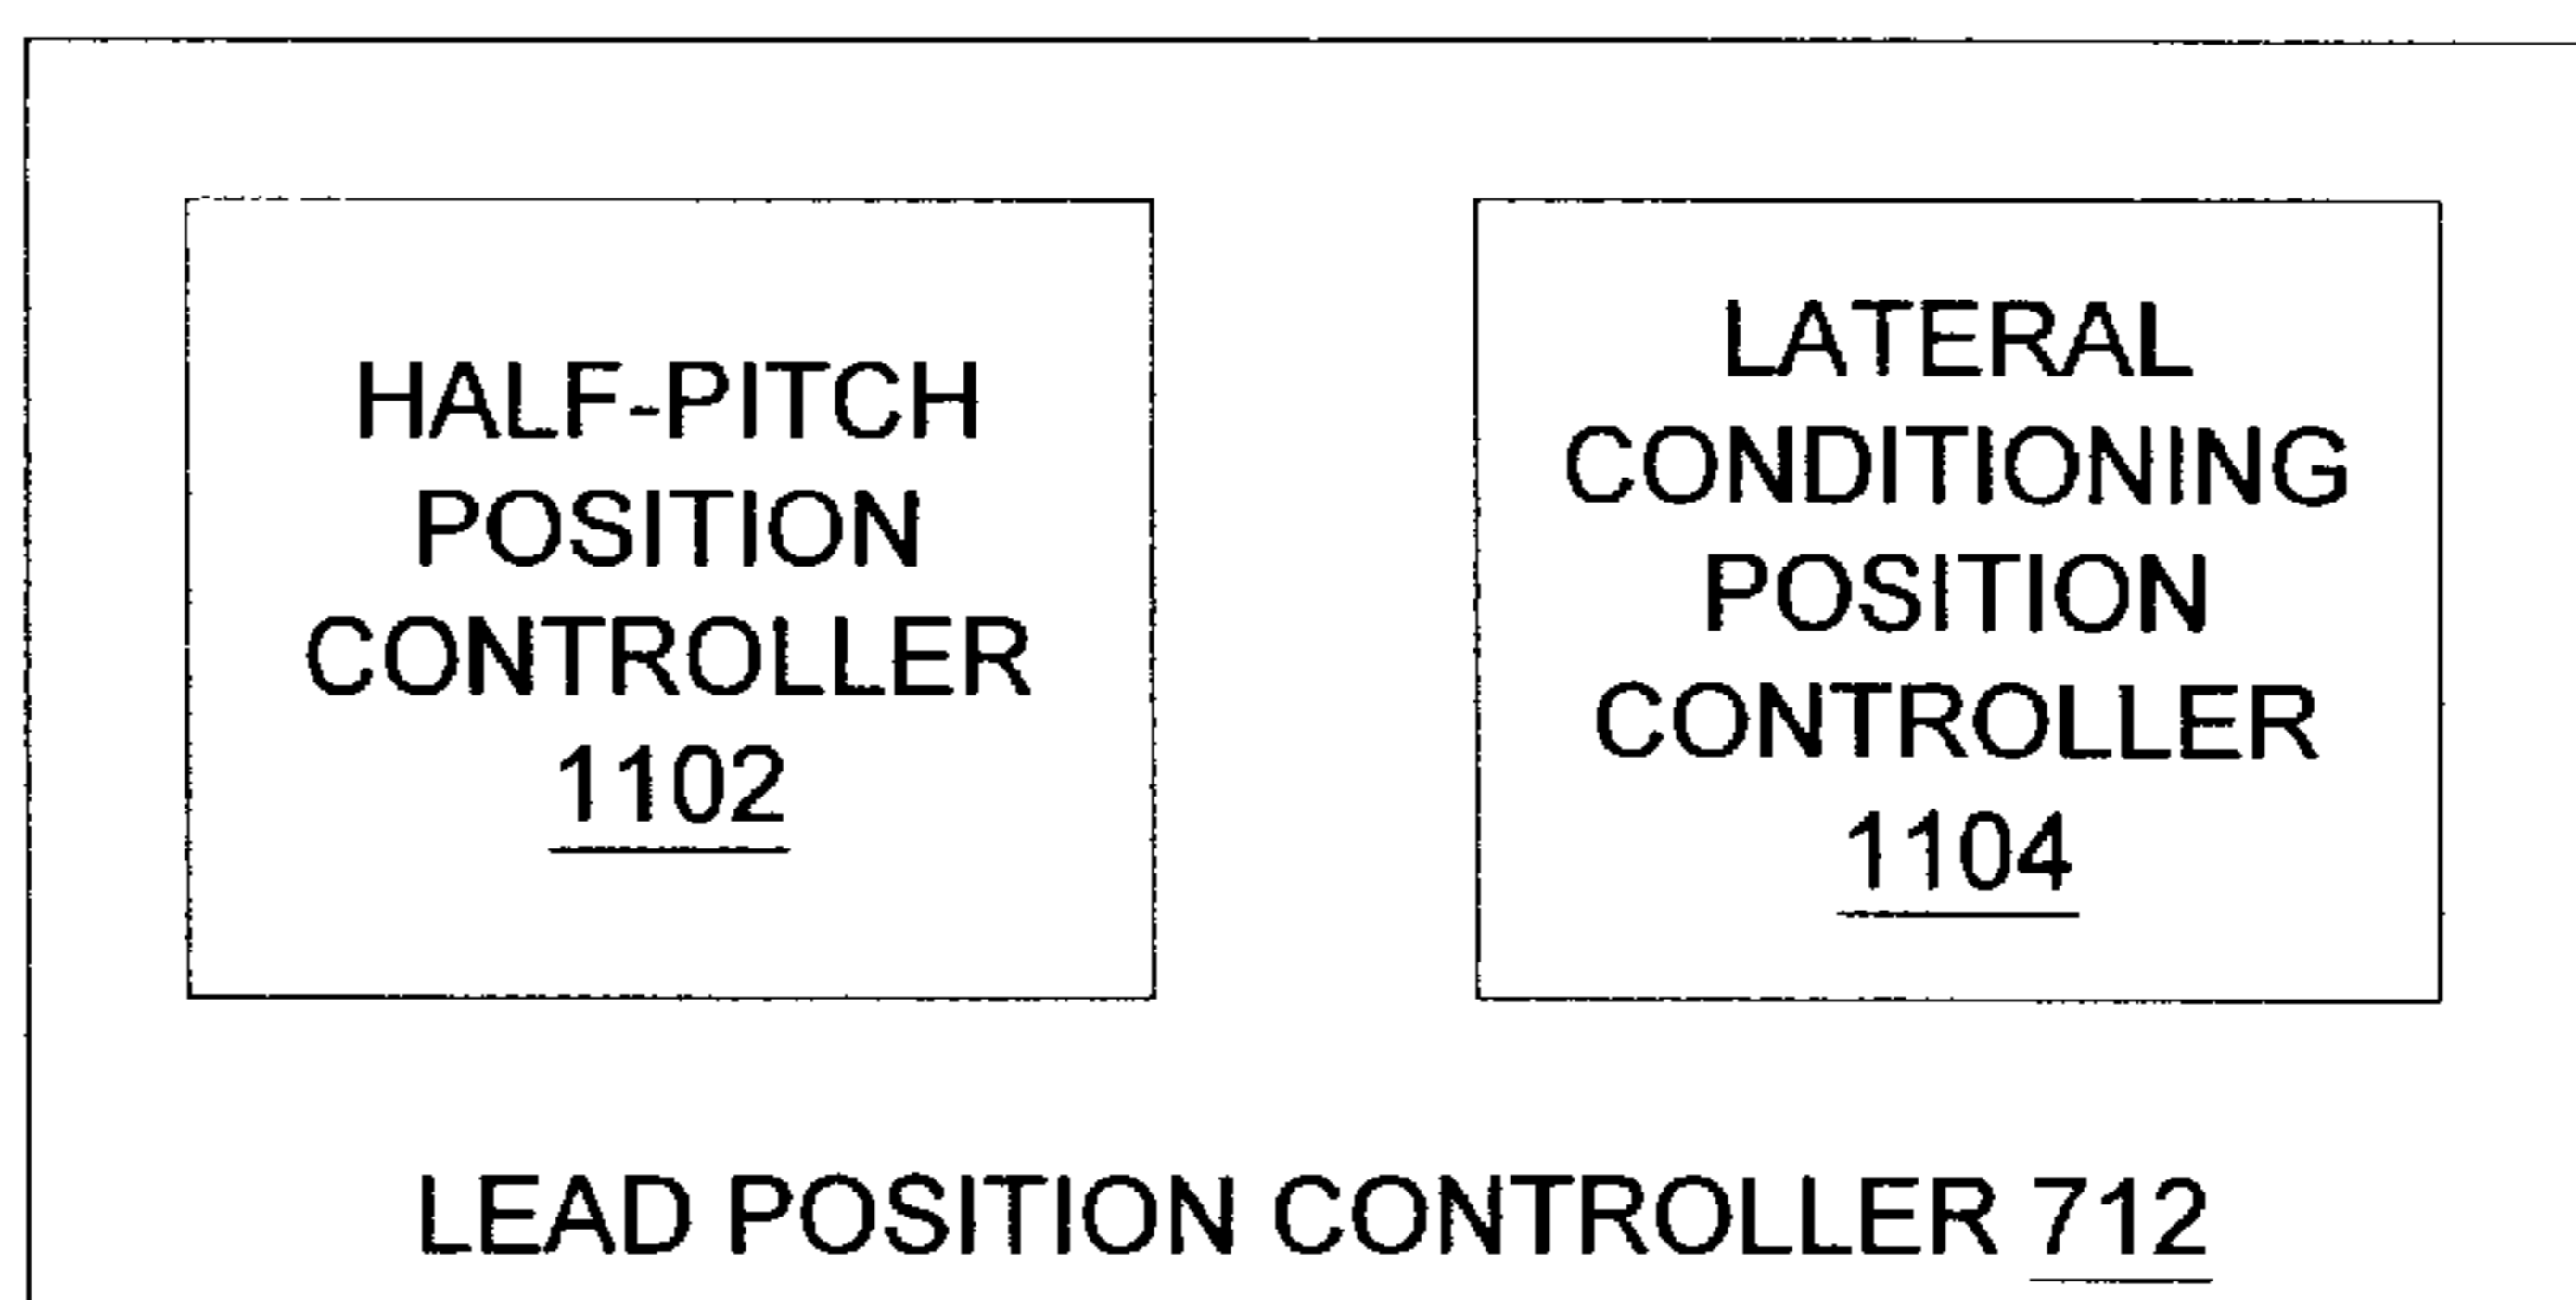 HALF-PITCH
POSITION
CONTROLLER
1102
LATERAL
CONDITIONING
POSITION
CONTROLLER
1104
LEAD POSITION CONTROLLER 712